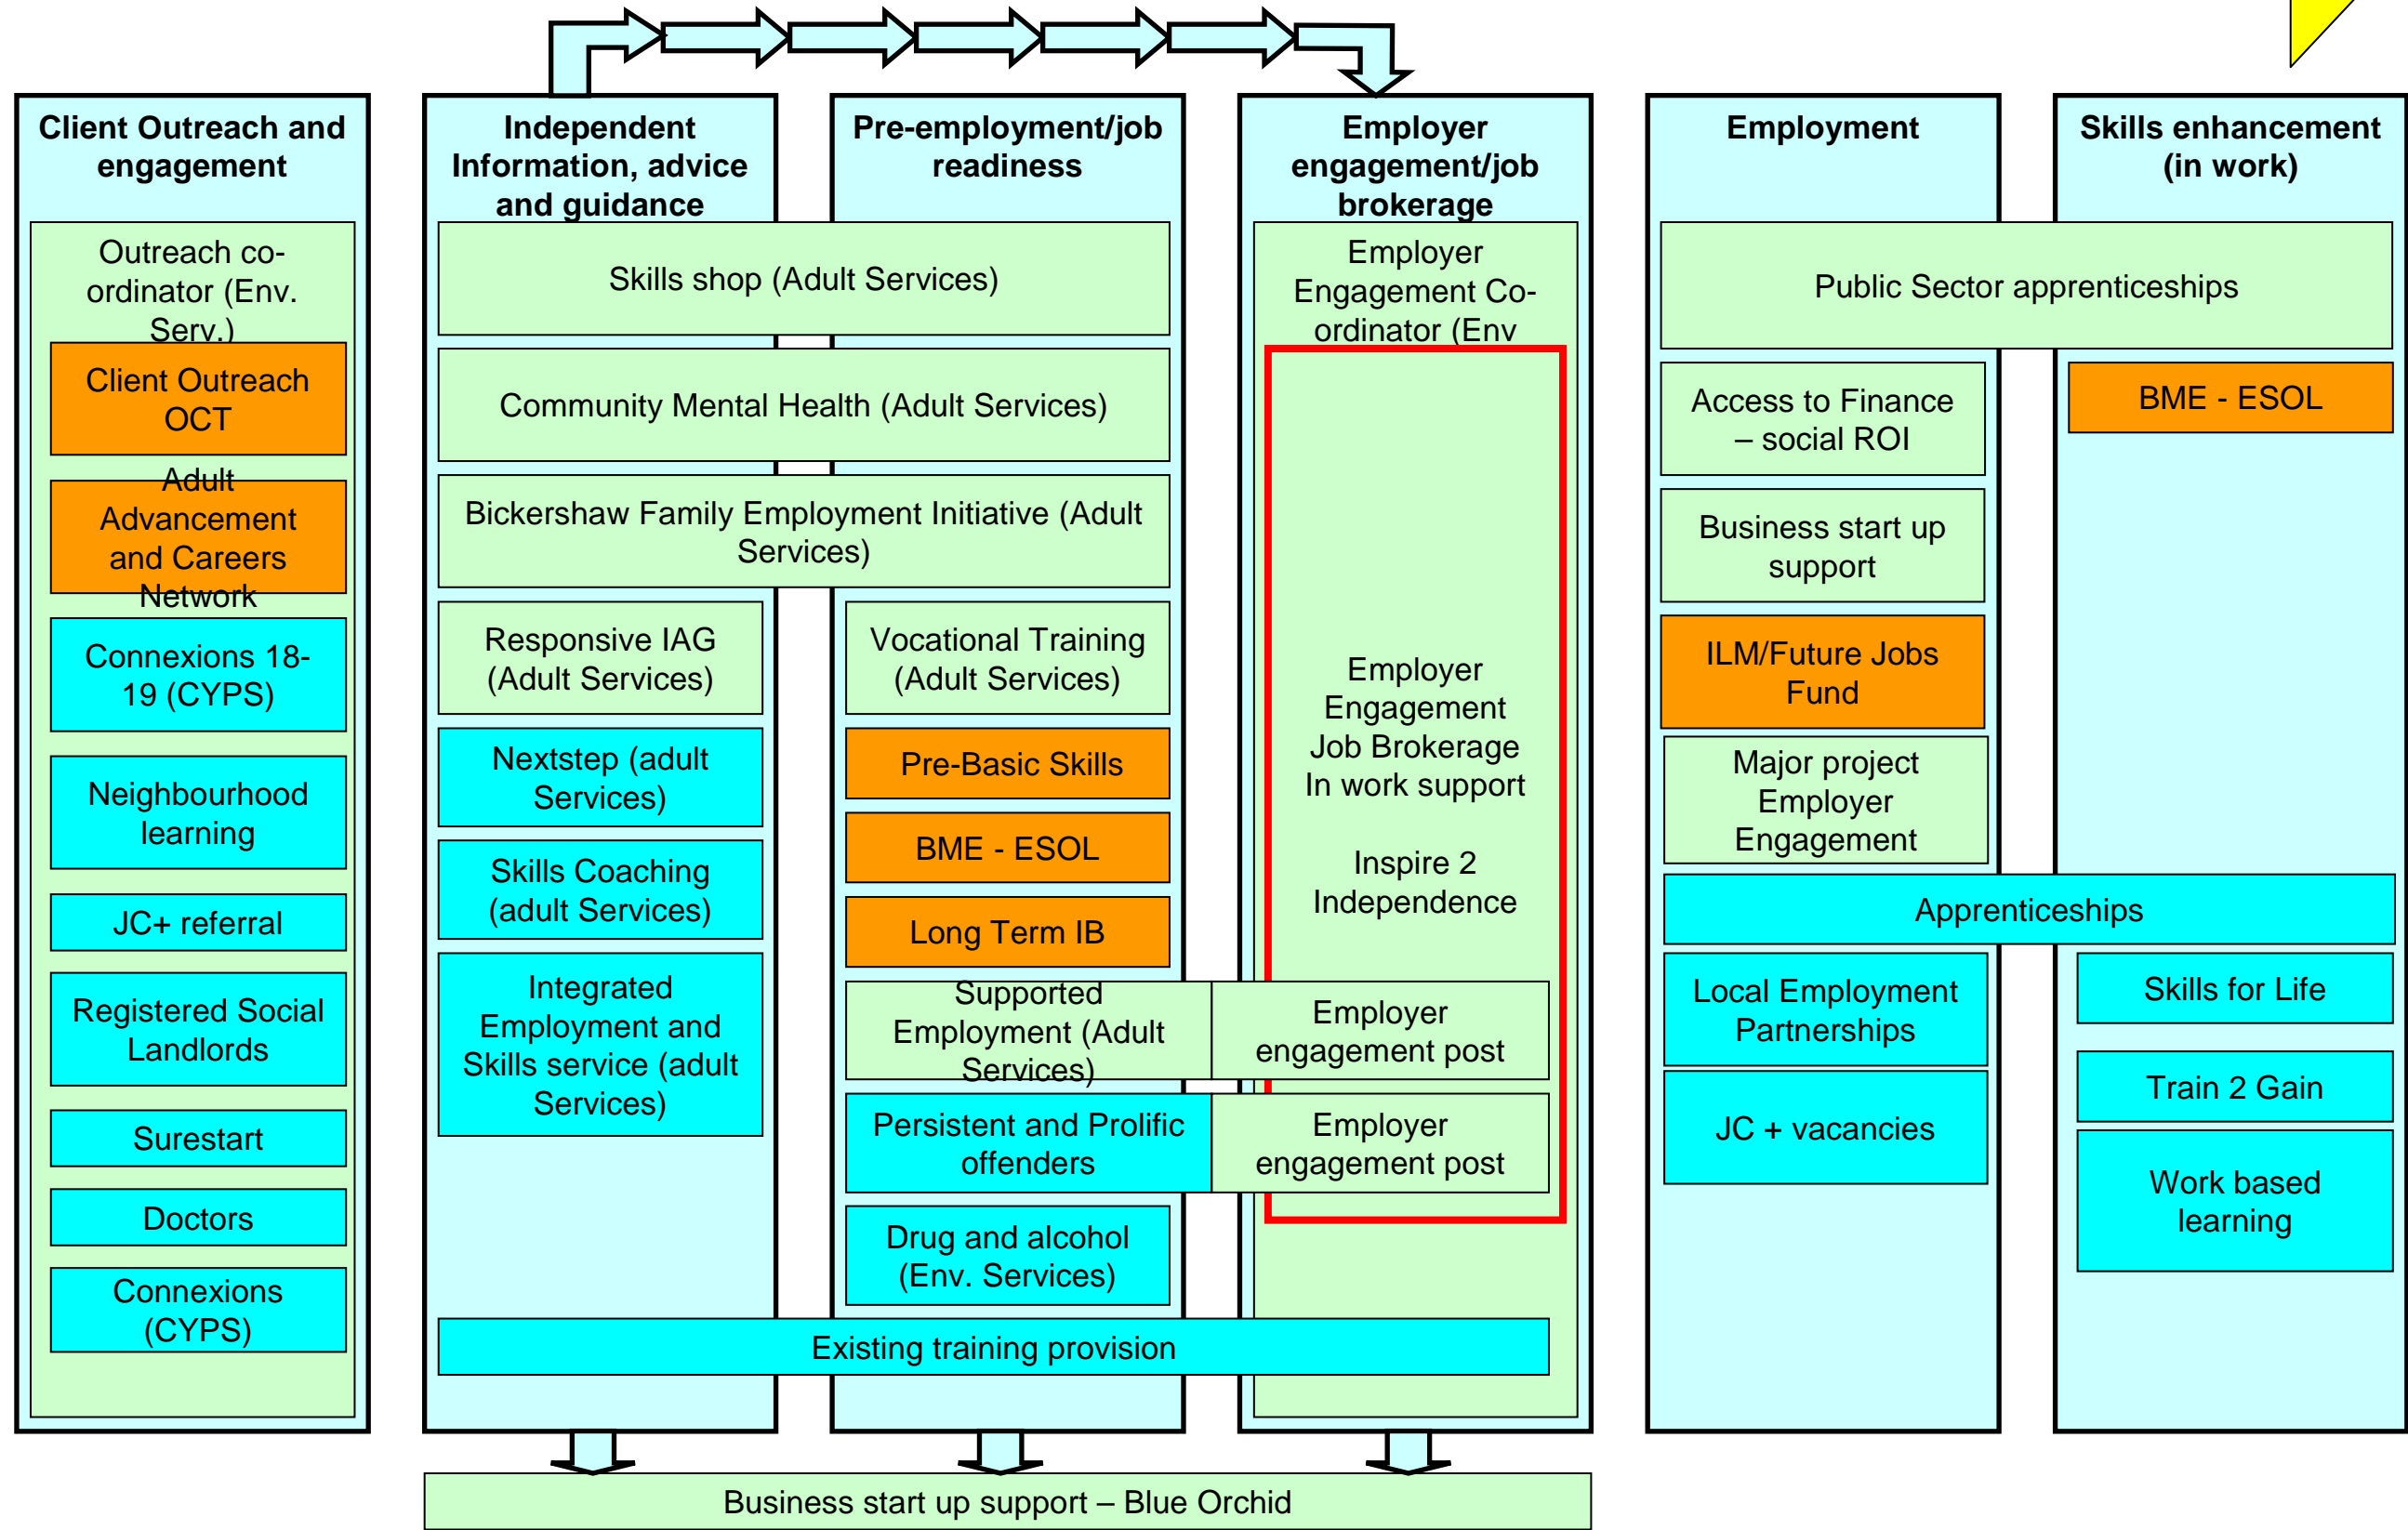 Client Outreach and
engagement
Outreach co-
ordinator (Env.
Serv.)
Client Outreach
OCT
Adult
Advancement
and Careers
Network
Connexions 18-
19 (CYPS)
Neighbourhood
learning
JC+ referral
Registered Social
Landlords
Surestart
Doctors
Connexions
(CYPS)
Independent
Information, advice
and guidance
Pre-employment/job
readiness
Skills shop (Adult Services)
Community Mental Health (Adult Services)
Bickershaw Family Employment Initiative (Adult
Services)
Responsive IAG
(Adult Services)
Nextstep (adult
Services)
Skills Coaching
(adult Services)
Integrated
Employment and
Skills service (adult
Services)
Vocational Training
(Adult Services)
Pre-Basic Skills
BME - ESOL
Long Term IB
Supported
Employment (Adult
Services)
Persistent and Prolific
offenders
Drug and alcohol
(Env. Services)
Employer
engagement/job
brokerage
Employer
Engagement Co-
ordinator (Env
Employer
Engagement
Job Brokerage
In work support
Inspire 2
Independence
Employer
engagement post
Employer
engagement post
Existing training provision
Employment
Skills enhancement
(in work)
Public Sector apprenticeships
Access to Finance
– social ROI
Business start up
support
ILM/Future Jobs
Fund
Major project
Employer
Engagement
BME - ESOL
Apprenticeships
Local Employment
Partnerships
JC + vacancies
Skills for Life
Train 2 Gain
Work based
learning
Business start up support – Blue Orchid